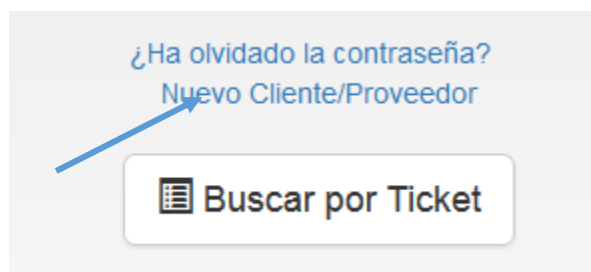 ¿Ha olvidado la contraseña?
Nuevo Cliente/Proveedor
Buscar por Ticket